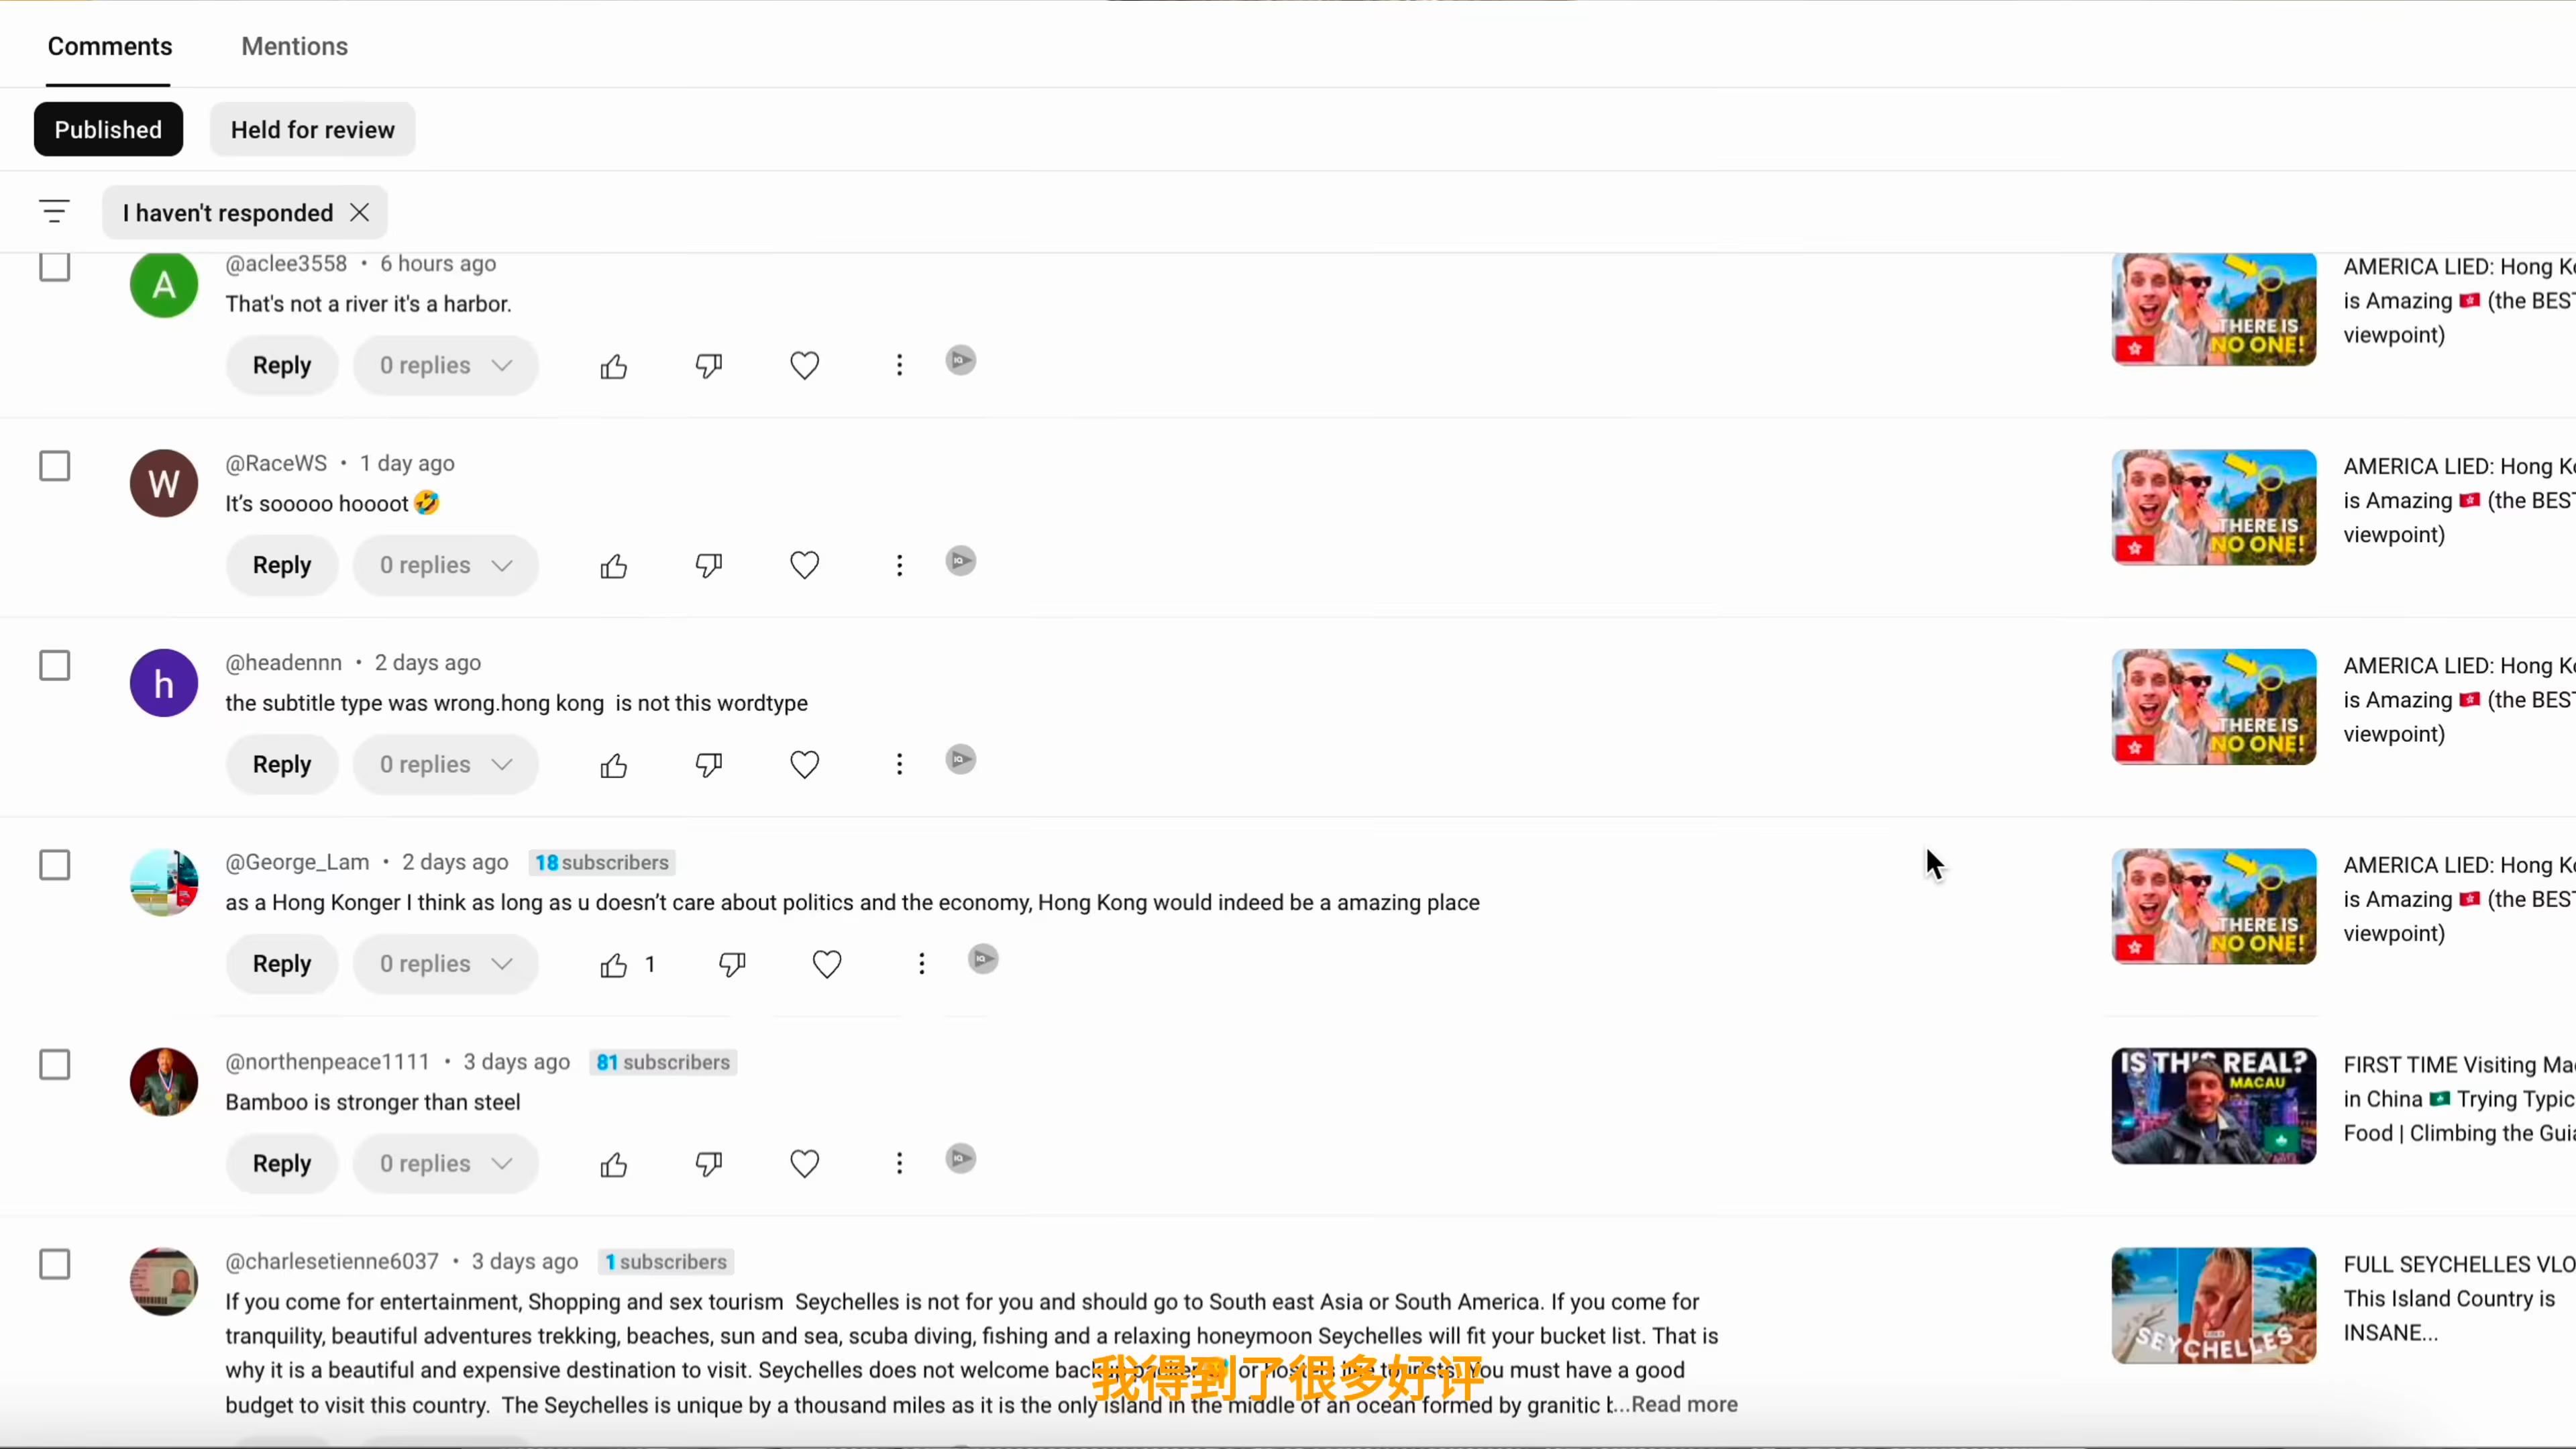 Comments
Mentions
Published
Held for review
I haven't responded
A
@aclee3558 • 6 hours ago
That's not a river it's a harbor.
Reply
0 replies
THERE IS
NO ONE!
AMERICA LIED: Hong K
is Amazing 🇭🇰 (the BEST
viewpoint)
W
@RaceWS • 1 day ago
It’s sooooo hoooot 🤣
Reply
0 replies
THERE IS
NO ONE!
AMERICA LIED: Hong K
is Amazing 🇭🇰 (the BEST
viewpoint)
h
@headennn • 2 days ago
the subtitle type was wrong.hong kong  is not this wordtype
Reply
0 replies
THERE IS
NO ONE!
AMERICA LIED: Hong K
is Amazing 🇭🇰 (the BEST
viewpoint)
@George_Lam • 2 days ago 18 subscribers
as a Hong Konger I think as long as u doesn’t care about politics and the economy, Hong Kong would indeed be a amazing place
Reply
0 replies
1
THERE IS
NO ONE!
AMERICA LIED: Hong K
is Amazing 🇭🇰 (the BEST
viewpoint)
@northenpeace1111 • 3 days ago 81 subscribers
Bamboo is stronger than steel
Reply
0 replies
IS THIS REAL?
MACAU
FIRST TIME Visiting Ma
in China 🇲🇴 Trying Typic
Food | Climbing the Guia
@charlesetienne6037 • 3 days ago 1 subscribers
If you come for entertainment, Shopping and sex tourism  Seychelles is not for you and should go to South east Asia or South America. If you come for
tranquility, beautiful adventures trekking, beaches, sun and sea, scuba diving, fishing and a relaxing honeymoon Seychelles will fit your bucket list. That is
why it is a beautiful and expensive destination to visit. Seychelles does not welcome or tourists. You must have a good
budget to visit this country.  The Seychelles is unique by a thousand miles as it is the only island in the middle of an ocean formed by granitic ...Read more
SEYCHELLES
FULL SEYCHELLES VLO
This Island Country is
INSANE...
我得到了很多好评